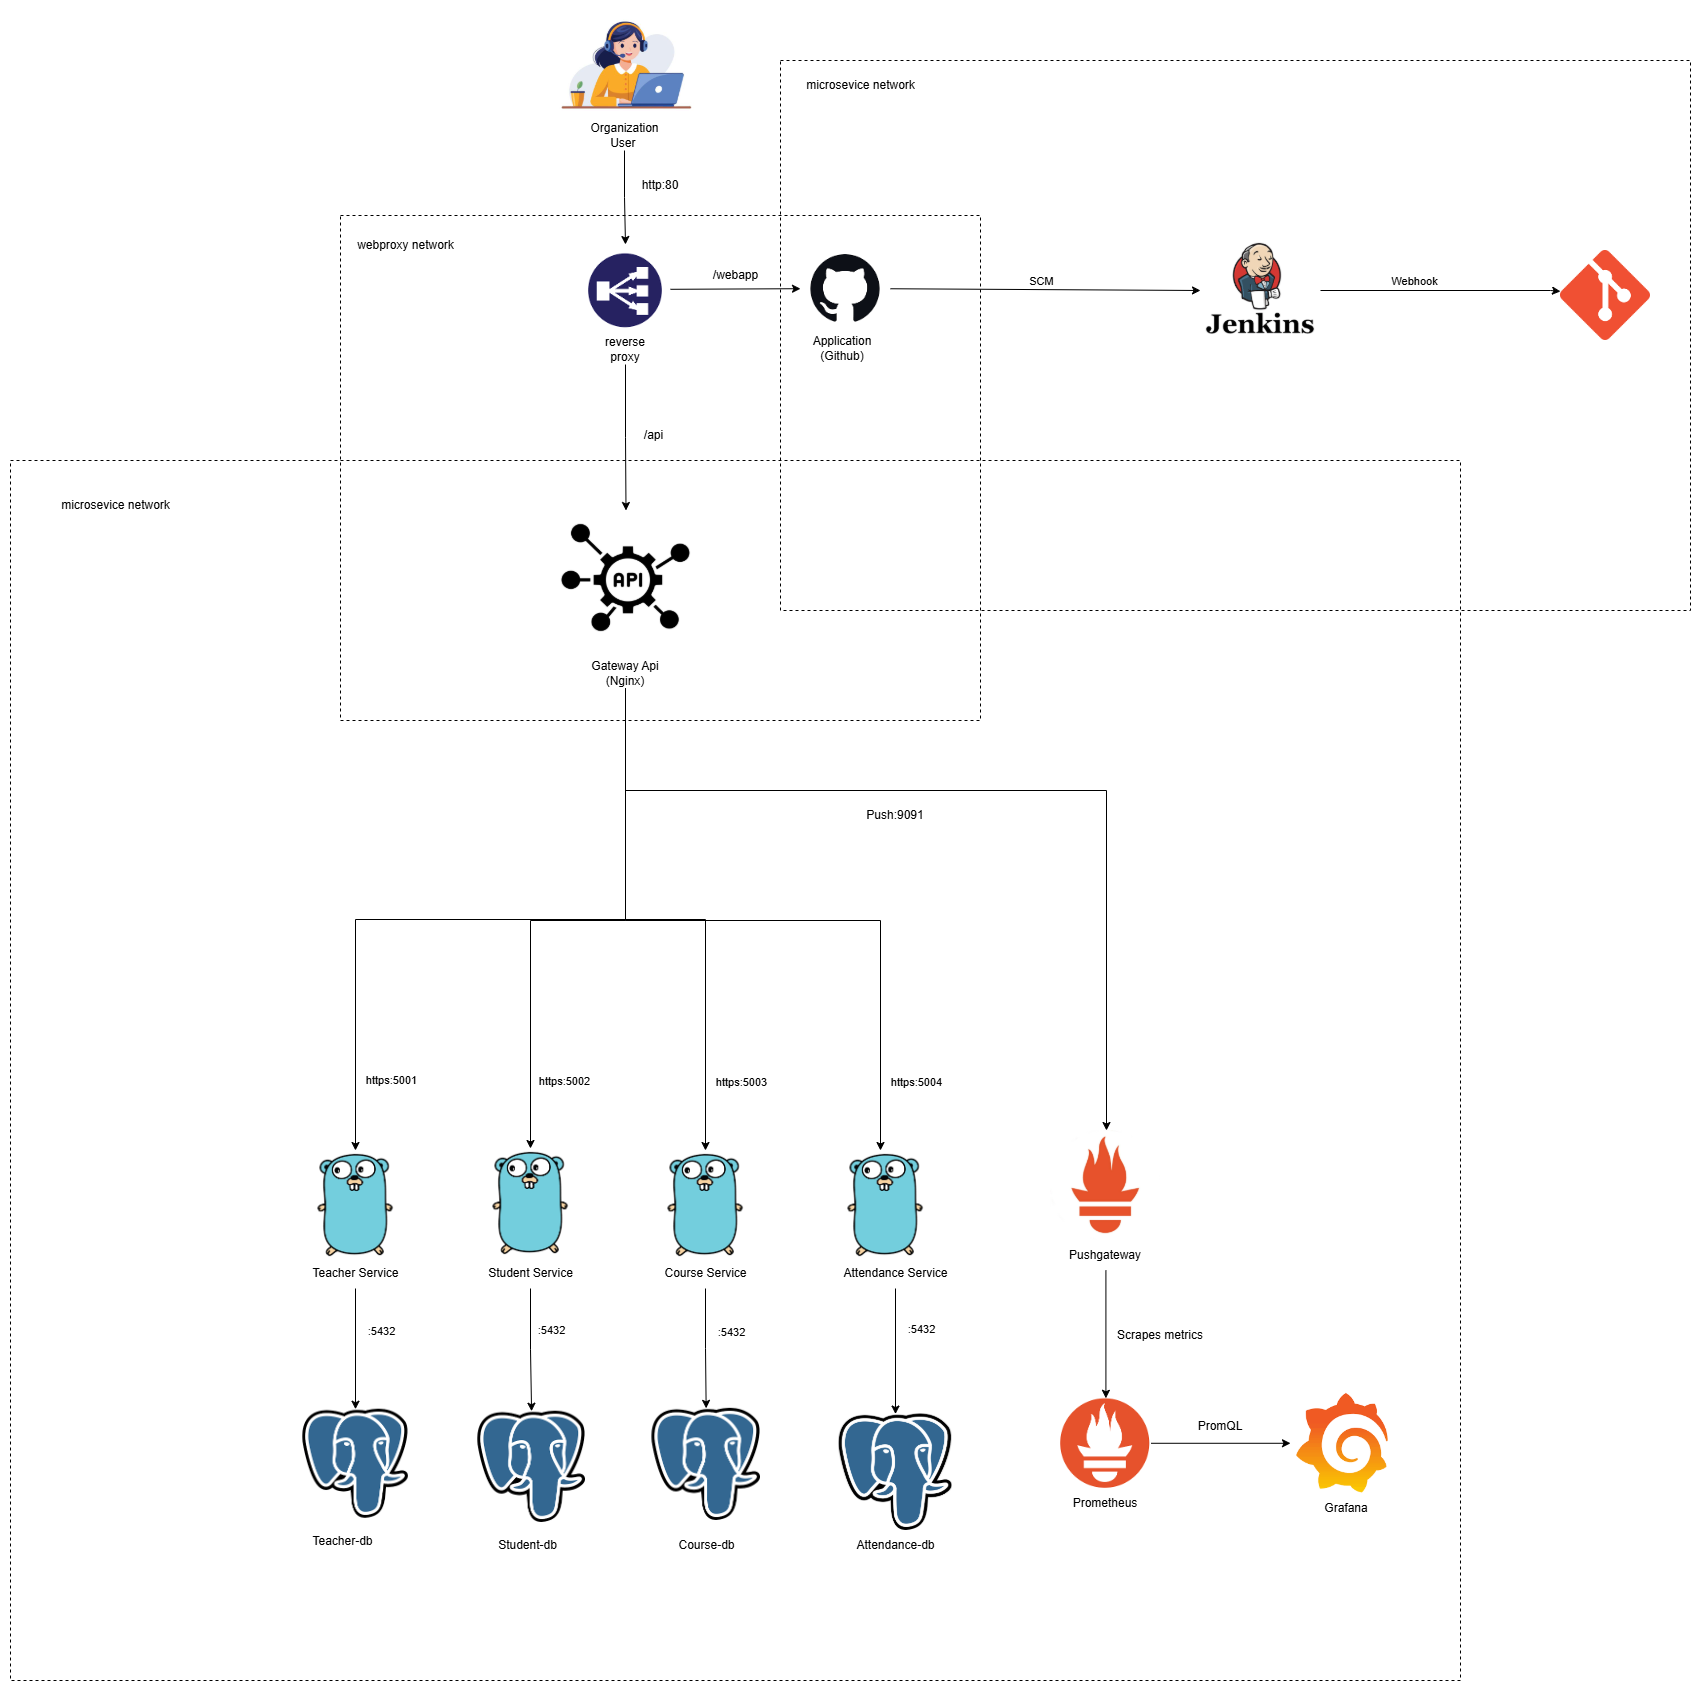 Organization
User
microsevice network
http:80
webproxy network
/webapp
SCM
Webhook
Jenkins
reverse
proxy
Application
(Github)
/api
microsevice network
API
Gateway Api
(Nginx)
Push:9091
https:5001
https:5002
https:5003
https:5004
Teacher Service
Student Service
Course Service
Attendance Service
Pushgateway
:5432
:5432
:5432
:5432
Scrapes metrics
PromQL
Prometheus
Grafana
Teacher-db
Student-db
Course-db
Attendance-db